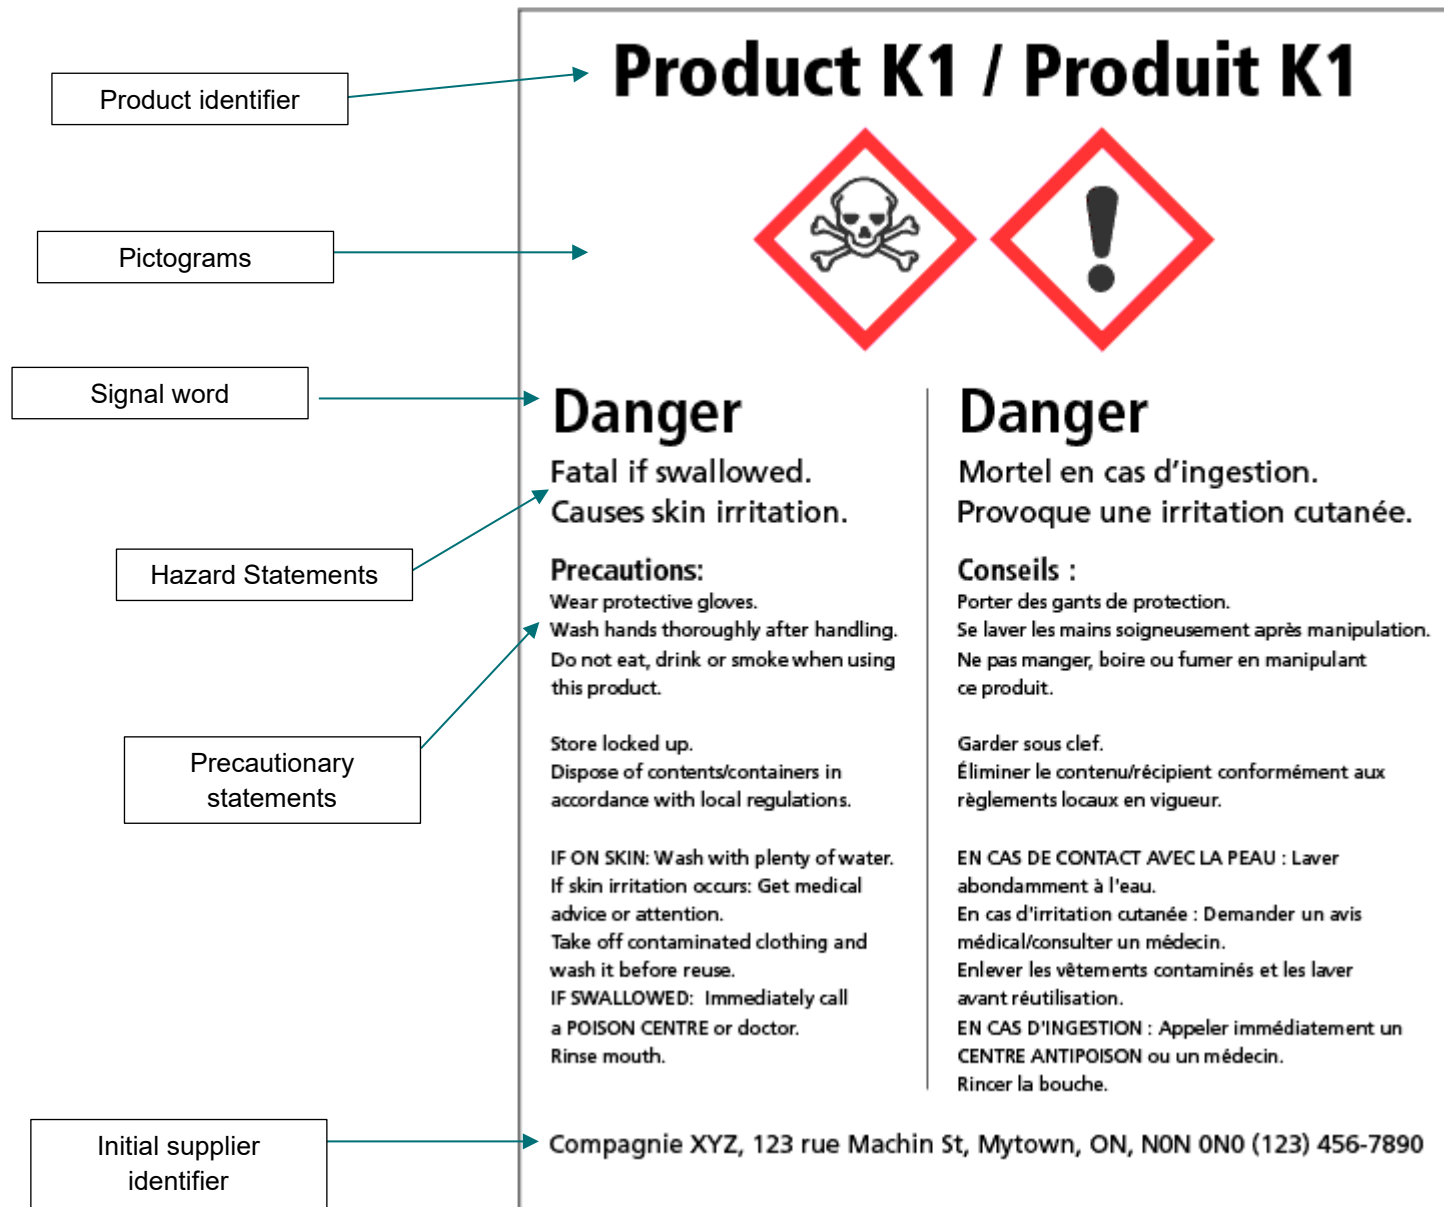 Product K1 / Produit K1
Product identifier
Pictograms
Signal word
Hazard Statements
Precautionary
statements
Initial supplier
identifier
Danger
Fatal if swallowed.
Causes skin irritation.
Precautions:
Wear protective gloves.
Wash hands thoroughly after handling.
Do not eat, drink or smoke when using
this product.
Store locked up.
Dispose of contents/containers in
accordance with local regulations.
IF ON SKIN: Wash with plenty of water.
If skin irritation occurs: Get medical
advice or attention.
Take off contaminated clothing and
wash it before reuse.
IF SWALLOWED:  Immediately call
a POISON CENTRE or doctor.
Rinse mouth.
Danger
Mortel en cas d'ingestion.
Provoque une irritation cutanée.
Conseils :
Porter des gants de protection.
Se laver les mains soigneusement après manipulation.
Ne pas manger, boire ou fumer en manipulant
ce produit.
Garder sous clef.
Éliminer le contenu/récipient conformément aux
règlements locaux en vigueur.
EN CAS DE CONTACT AVEC LA PEAU : Laver
abondamment à l'eau.
En cas d'irritation cutanée : Demander un avis
médical/consulter un médecin.
Enlever les vêtements contaminés et les laver
avant réutilisation.
EN CAS D'INGESTION : Appeler immédiatement un
CENTRE ANTIPOISON ou un médecin.
Rincer la bouche.
Compagnie XYZ, 123 rue Machin St, Mytown, ON, N0N 0N0 (123) 456-7890